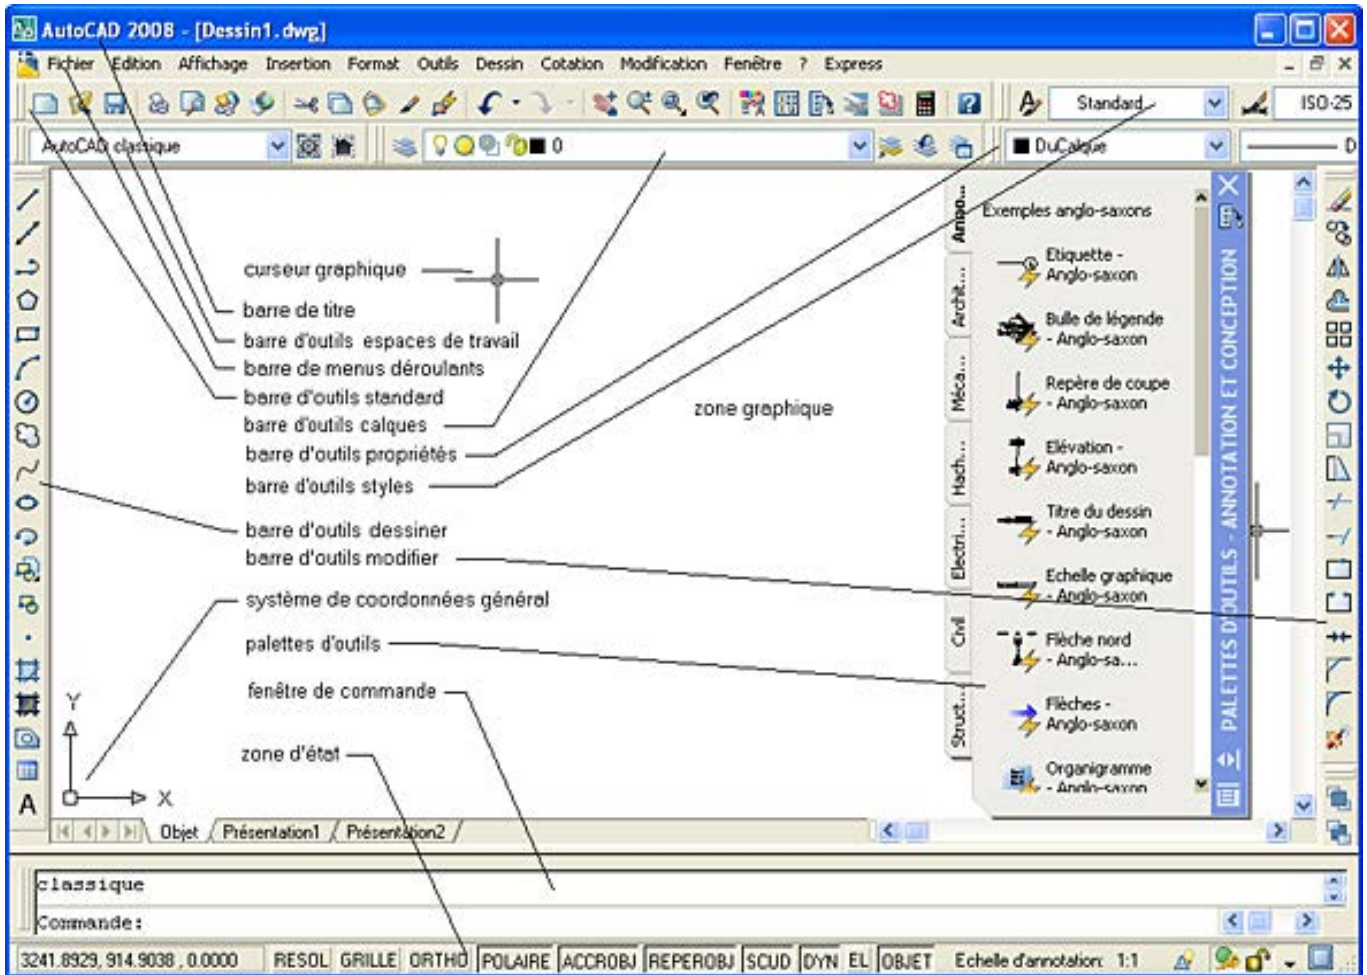 AutoCAD 2008 - [Dessin1.dwg]
Fichier Edition Affichage Insertion Format Outils Dessin Cotation Modification Fenêtre ? Express
Standard ISO-25
AutoCAD classique 0 DuCalque D
curseur graphique
barre de titre
barre d'outils espaces de travail
barre de menus déroulants
barre d'outils standard
barre d'outils calques
barre d'outils propriétés
barre d'outils styles
barre d'outils dessiner
barre d'outils modifier
système de coordonnées général
palettes d'outils
fenêtre de commande
zone d'état
zone graphique
Y
X
A
Anno...
Archit...
Méca...
Hach...
Electri...
Civil
Struct...
Exemples anglo-saxons
Etiquette -
Anglo-saxon
Bulle de légende
- Anglo-saxon
Repère de coupe
- Anglo-saxon
Elévation -
Anglo-saxon
Titre du dessin
- Anglo-saxon
Echelle graphique
- Anglo-saxon
Flèche nord
- Anglo-sa...
Flèches -
Anglo-saxon
Organigramme
- Anglo-saxon
PALETTES D'OUTILS - ANNOTATION ET CONCEPTION
Objet Présentation1 Présentation2
classique
Commande:
3241.8929, 914.9038 , 0.0000 RESOL GRILLE ORTHO POLAIRE ACCROBJ REPEROBJ SCUD DYN EL OBJET Echelle d'annotation: 1:1